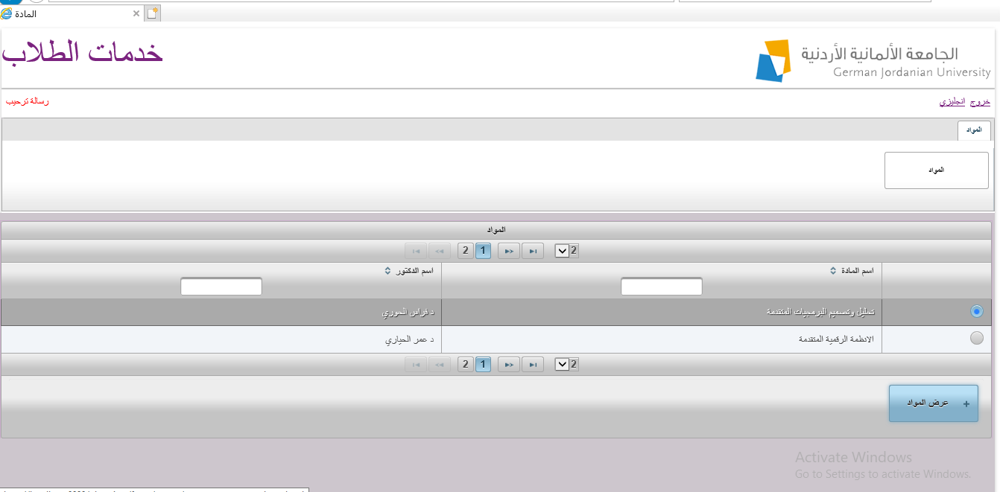 المادة
خدمات الطلاب
الجامعة الألمانية الأردنية
German Jordanian University
خروج انجليزي
رسالة ترحيب
المواد
المواد
المواد
2 1 2
اسم المادة اسم الدكتور
تحليل وتصميم البرمجيات المتقدمة د فراس الحوري
الانظمة الرقمية المتقدمة د عمر الحياري
2 1 2
+ عرض المواد
Activate Windows
Go to Settings to activate Windows.